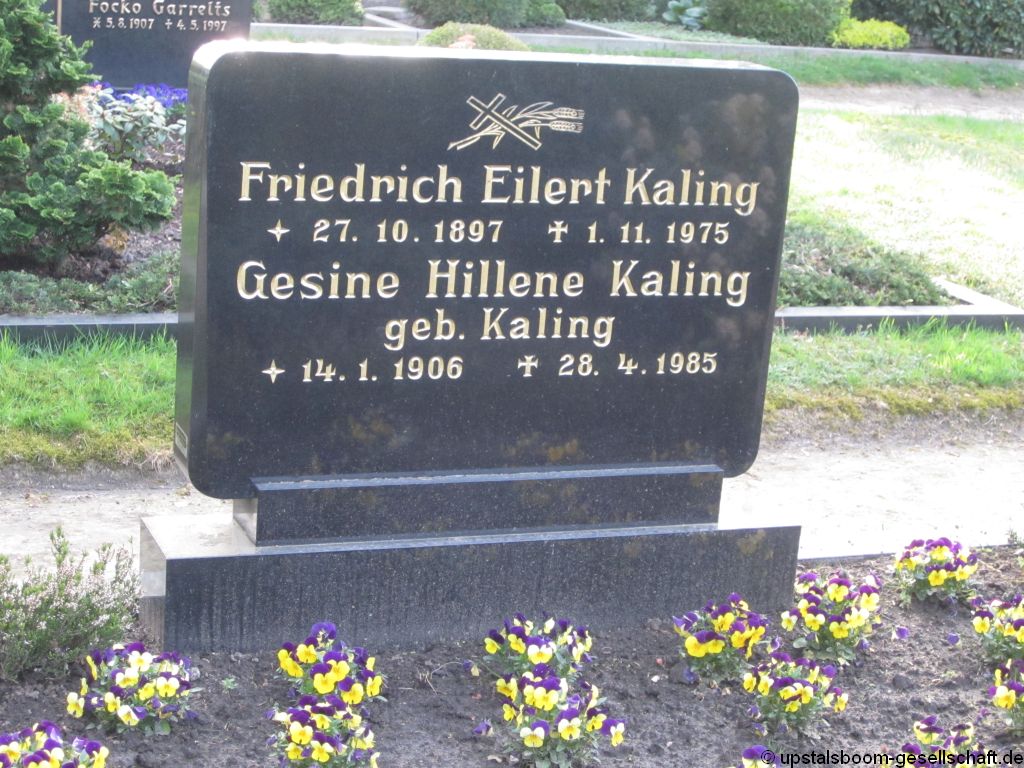 Focko Garrelts
* 5.8.1907 † 4.5.1997
Friedrich Eilert Kaling
✦ 27. 10. 1897 ✝ 1. 11. 1975
Gesine Hillene Kaling
geb. Kaling
✦ 14. 1. 1906 ✝ 28. 4. 1985
© upstalsboom-gesellschaft.de